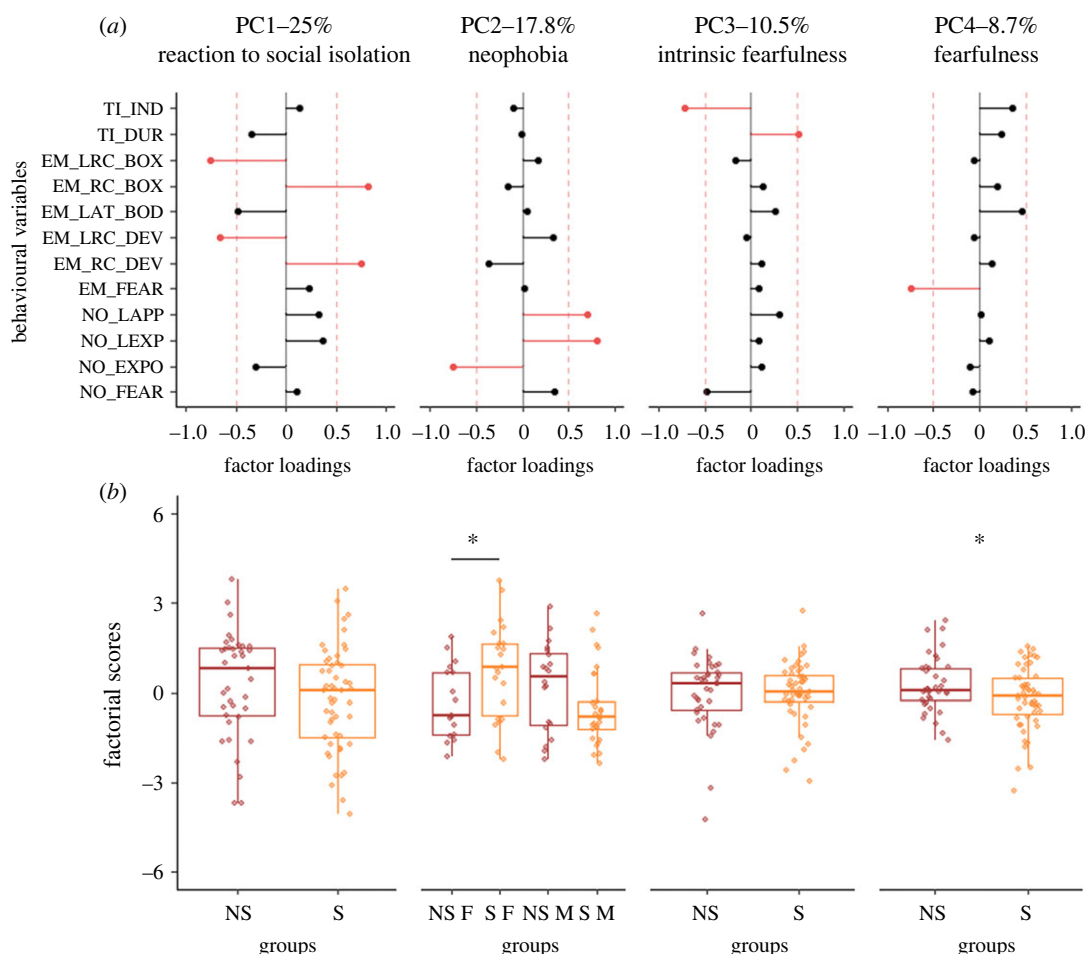 (a) PC1–25% PC2–17.8% PC3–10.5% PC4–8.7%
reaction to social isolation neophobia intrinsic fearfulness fearfulness
behavioural variables
TI_IND
TI_DUR
EM_LRC_BOX
EM_RC_BOX
EM_LAT_BOD
EM_LRC_DEV
EM_RC_DEV
EM_FEAR
NO_LAPP
NO_LEXP
NO_EXPO
NO_FEAR
–1.0 –0.5 0 0.5 1.0 –1.0 –0.5 0 0.5 1.0 –1.0 –0.5 0 0.5 1.0 –1.0 –0.5 0 0.5 1.0
factor loadings factor loadings factor loadings factor loadings
(b)
factorial scores
6
3
0
–3
–6
* *
NS S NS F S F NS M S M NS S NS S
groups groups groups groups